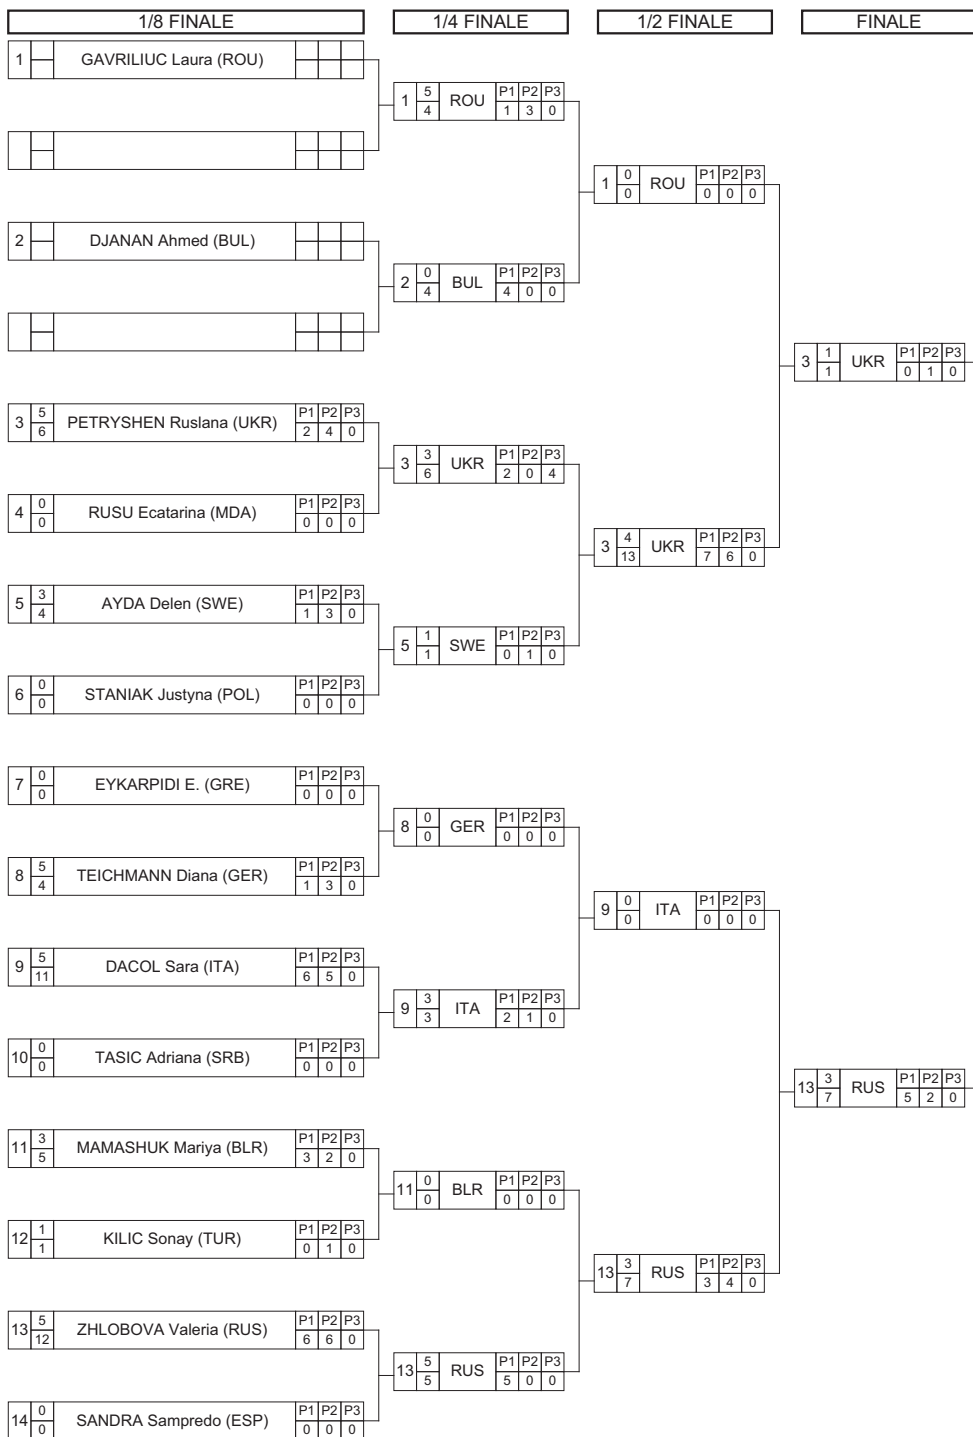 1/8 FINALE 1/4 FINALE 1/2 FINALE FINALE
1 GAVRILIUC Laura (ROU)
1 5 4 ROU P1 P2 P3 1 3 0
1 0 0 ROU P1 P2 P3 0 0 0
2 DJANAN Ahmed (BUL)
2 0 4 BUL P1 P2 P3 4 0 0
3 1 1 UKR P1 P2 P3 0 1 0
3 5 6 PETRYSHEN Ruslana (UKR) P1 P2 P3 2 4 0
3 3 6 UKR P1 P2 P3 2 0 4
4 0 0 RUSU Ecatarina (MDA) P1 P2 P3 0 0 0
3 4 13 UKR P1 P2 P3 7 6 0
5 3 4 AYDA Delen (SWE) P1 P2 P3 1 3 0
5 1 1 SWE P1 P2 P3 0 1 0
6 0 0 STANIAK Justyna (POL) P1 P2 P3 0 0 0
7 0 0 EYKARPIDI E. (GRE) P1 P2 P3 0 0 0
8 0 0 GER P1 P2 P3 0 0 0
8 5 4 TEICHMANN Diana (GER) P1 P2 P3 1 3 0
9 0 0 ITA P1 P2 P3 0 0 0
9 5 11 DACOL Sara (ITA) P1 P2 P3 6 5 0
9 3 3 ITA P1 P2 P3 2 1 0
10 0 0 TASIC Adriana (SRB) P1 P2 P3 0 0 0
13 3 7 RUS P1 P2 P3 5 2 0
11 3 5 MAMASHUK Mariya (BLR) P1 P2 P3 3 2 0
11 0 0 BLR P1 P2 P3 0 0 0
12 1 1 KILIC Sonay (TUR) P1 P2 P3 0 1 0
13 3 7 RUS P1 P2 P3 3 4 0
13 5 12 ZHLOBOVA Valeria (RUS) P1 P2 P3 6 6 0
13 5 5 RUS P1 P2 P3 5 0 0
14 0 0 SANDRA Sampredo (ESP) P1 P2 P3 0 0 0